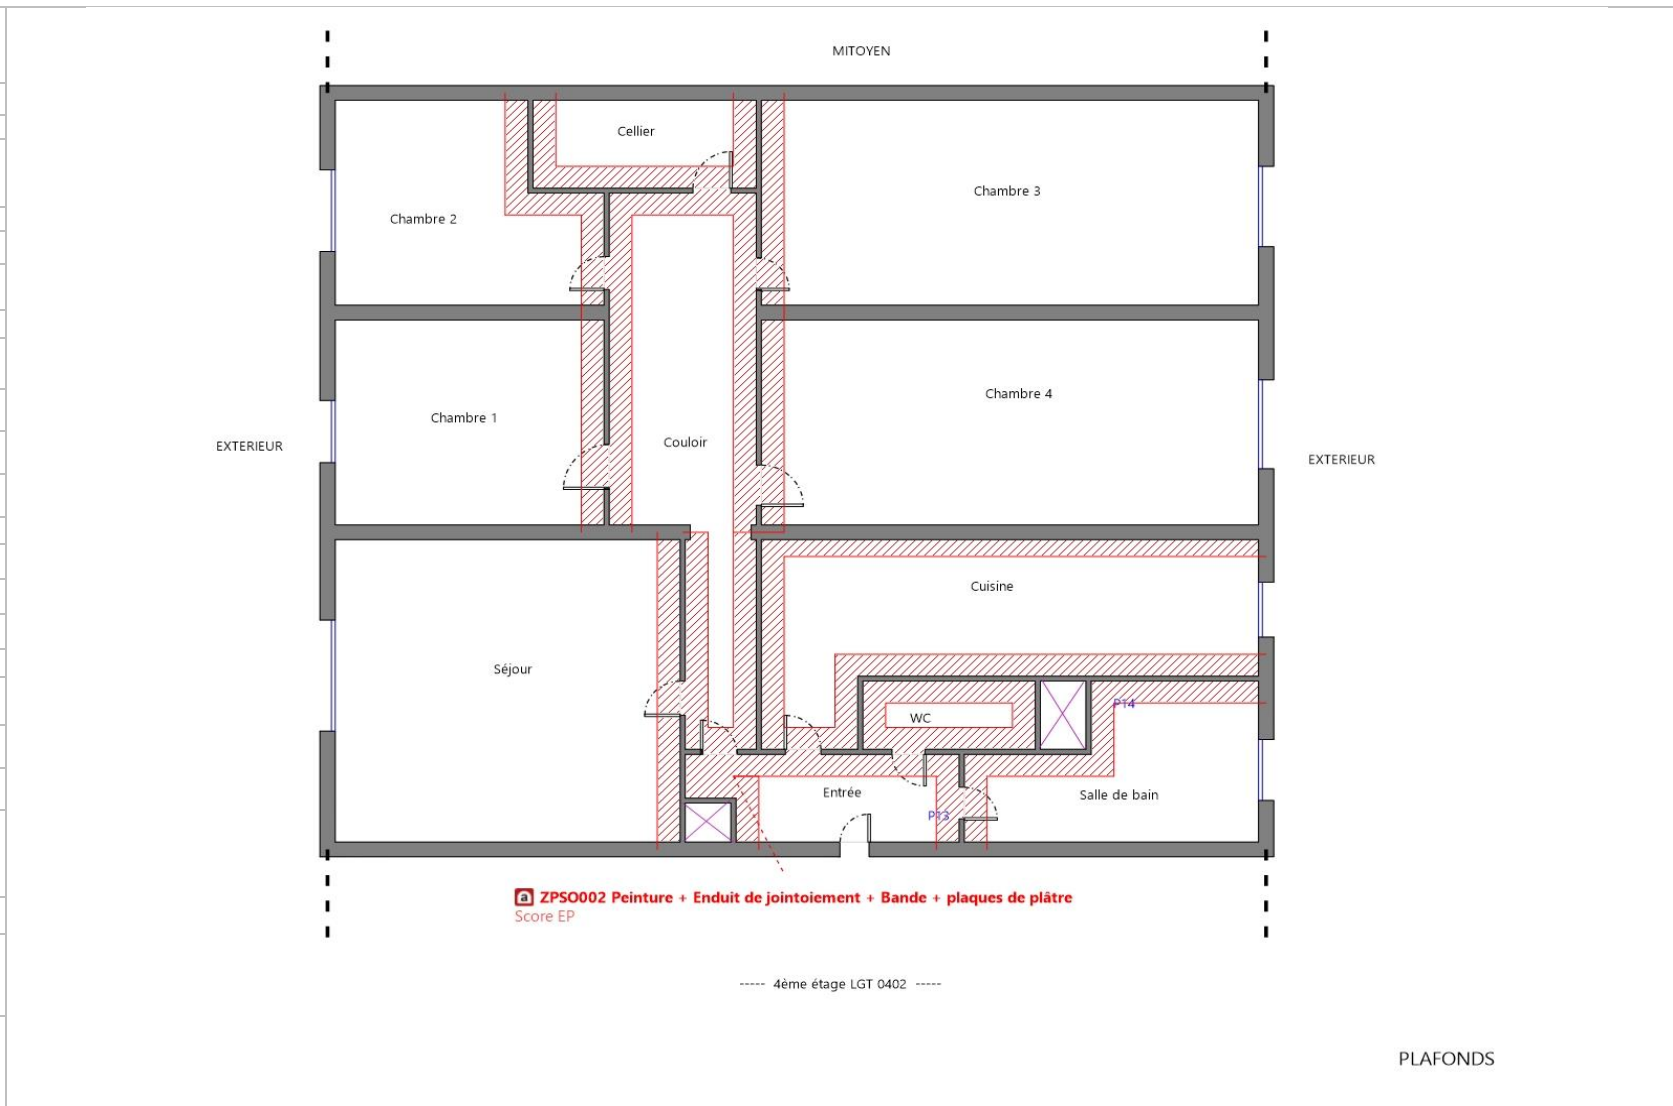 MITOYEN
Cellier
Chambre 3
Chambre 2
Chambre 4
Chambre 1
Couloir
EXTERIEUR
EXTERIEUR
Cuisine
Séjour
P14
WC
Entrée
Salle de bain
P13
a ZPSO002 Peinture + Enduit de jointoiement + Bande + plaques de plâtre
Score EP
----- 4ème étage LGT 0402 -----
PLAFONDS